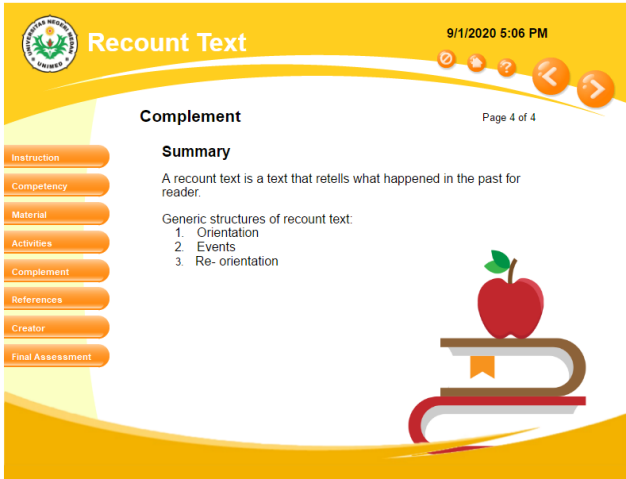 UNIVERSITAS NEGERI MEDAN
UNIMED
Recount Text
9/1/2020 5:06 PM
?
Complement
Page 4 of 4
Instruction
Competency
Material
Activities
Complement
References
Creator
Final Assessment
Summary
A recount text is a text that retells what happened in the past for
reader.
Generic structures of recount text:
1. Orientation
2. Events
3. Re- orientation